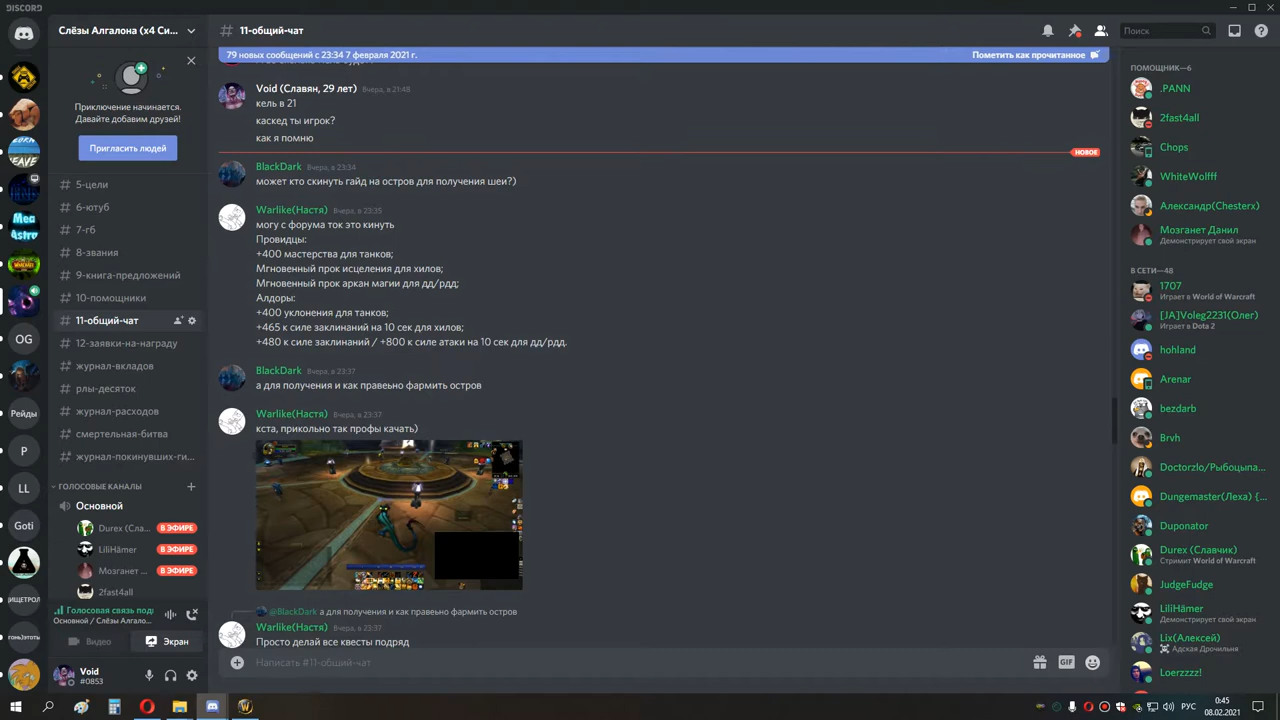 DISCORD
Слёзы Алгалона (x4 Си...
Приключение начинается.
Давайте добавим друзей!
Пригласить людей
5-цели
6-ютуб
7-гб
8-звания
9-книга-предложений
10-помощники
11-общий-чат
12-заявки-на-награду
журнал-вкладов
рлы-десяток
журнал-расходов
смертельная-битва
журнал-покинувших-ги...
ГОЛОСОВЫЕ КАНАЛЫ
Основной
Durex (Сла... В ЭФИРЕ
LiliHämer В ЭФИРЕ
Мозганет ... В ЭФИРЕ
2fast4all
Голосовая связь под
Основной / Слёзы Алгало...
Видео
Экран
Void
#0853
Mea
Astro
OG
Рейды
P
LL
Goti
# 11-общий-чат
Поиск
79 новых сообщений с 23:34 7 февраля 2021 г.
Пометить как прочитанное
Void (Славян, 29 лет) Вчера, в 21:48
кель в 21
каскед ты игрок?
как я помню
НОВОЕ
BlackDark Вчера, в 23:34
может кто скинуть гайд на остров для получения шеи?)
Warlike(Настя) Вчера, в 23:35
могу с форума ток это кинуть
Провидцы:
+400 мастерства для танков;
Мгновенный прок исцеления для хилов;
Мгновенный прок аркан магии для дд/рдд;
Алдоры:
+400 уклонения для танков;
+465 к силе заклинаний на 10 сек для хилов;
+480 к силе заклинаний / +800 к силе атаки на 10 сек для дд/рдд.
BlackDark Вчера, в 23:37
а для получения и как правеьно фармить остров
Warlike(Настя) Вчера, в 23:37
кста, прикольно так профы качать)
@BlackDark а для получения и как правеьно фармить остров
Warlike(Настя) Вчера, в 23:37
Просто делай все квесты подряд
Написать #11-общий-чат
GIF
ПОМОЩНИК—6
.PANN
2fast4all
Chops
WhiteWolfff
Александр(Chesterx)
Мозганет Данил
Демонстрирует свой экран
В СЕТИ—48
1707
Играет в World of Warcraft
[JA]Voleg2231(Олег)
Играет в Dota 2
hohland
Arenar
bezdarb
Brvh
Doctorzlo/Рыбоцыпа...
Dungemaster(Леха) {...
Duponator
Durex (Славчик)
Стримит World of Warcraft
JudgeFudge
LiliHämer
Демонстрирует свой экран
Lix(Алексей)
Адская Дрочильня
Loerzzzz!
РУС
0:45
08.02.2021